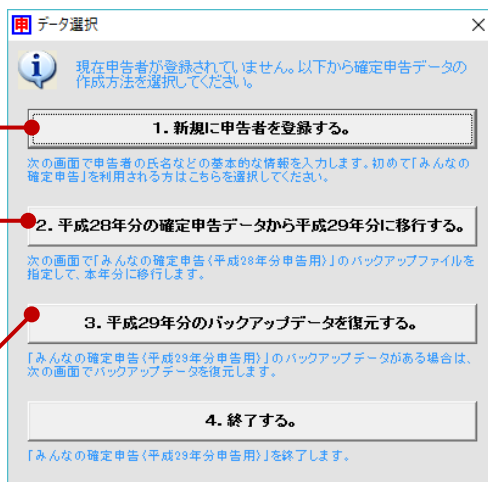 申 データ選択
現在申告者が登録されていません。以下から確定申告データの
作成方法を選択してください。
1. 新規に申告者を登録する。
次の画面で申告者の氏名などの基本的な情報を入力します。初めて「みんなの
確定申告」を利用される方はこちらを選択してください。
2. 平成28年分の確定申告データから平成29年分に移行する。
次の画面で「みんなの確定申告〈平成28年分申告用〉」のバックアップファイルを
指定して、本年分に移行します。
3. 平成29年分のバックアップデータを復元する。
「みんなの確定申告〈平成29年分申告用〉」のバックアップデータがある場合は、
次の画面でバックアップデータを復元します。
4. 終了する。
「みんなの確定申告〈平成29年分申告用〉」を終了します。